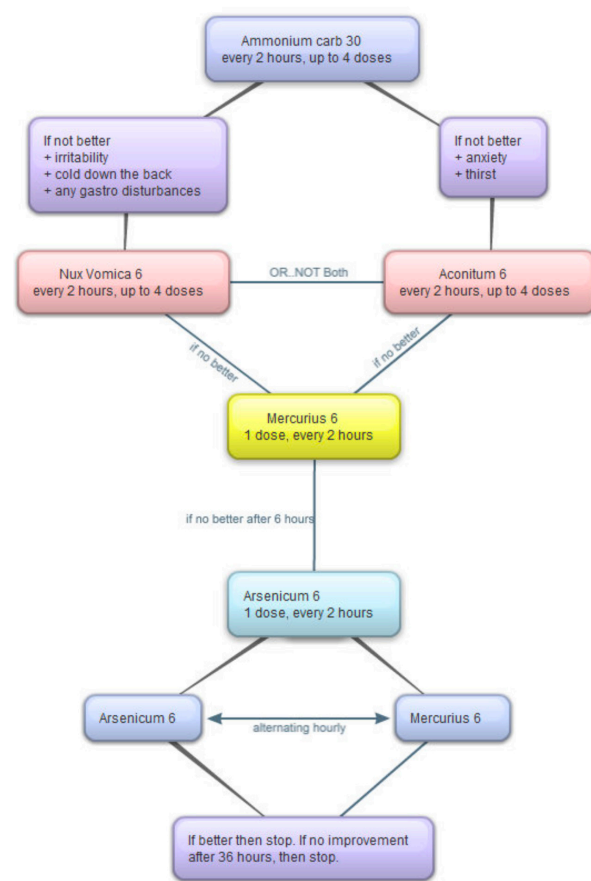 Ammonium carb 30
every 2 hours, up to 4 doses
If not better
+ irritability
+ cold down the back
+ any gastro disturbances
If not better
+ anxiety
+ thirst
Nux Vomica 6
every 2 hours, up to 4 doses
OR..NOT Both
Aconitum 6
every 2 hours, up to 4 doses
if no better
if no better
Mercurius 6
1 dose, every 2 hours
if no better after 6 hours
Arsenicum 6
1 dose, every 2 hours
Arsenicum 6
alternating hourly
Mercurius 6
If better then stop. If no improvement
after 36 hours, then stop.